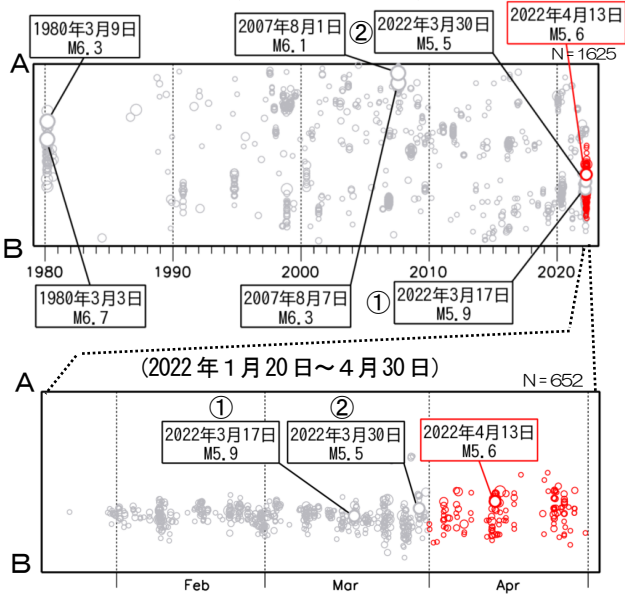 1980年3月9日
M6.3
2007年8月1日
M6.1
②
2022年3月30日
M5.5
2022年4月13日
M5.6
A
N=1625
B
1980
1990
2000
2010
2020
1980年3月3日
M6.7
2007年8月7日
M6.3
①
2022年3月17日
M5.9
(2022年1月20日～4月30日)
A
N=652
①
②
2022年3月17日
M5.9
2022年3月30日
M5.5
2022年4月13日
M5.6
B
Feb
Mar
Apr